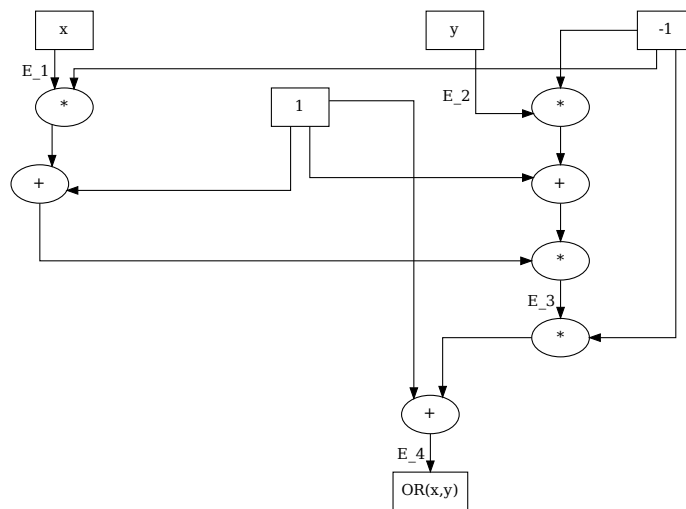 x
y
-1
E_1
*
1
E_2
*
+
+
*
E_3
*
+
E_4
OR(x,y)